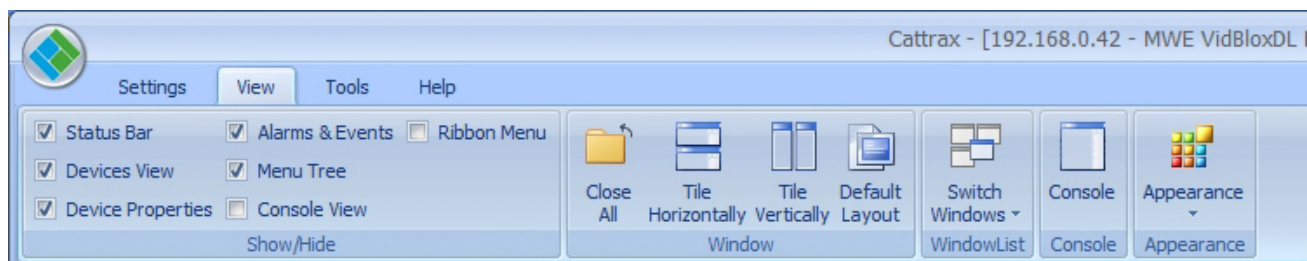 Cattrax - [192.168.0.42 - MWE VidBloxDL
Settings View Tools Help
Status Bar Alarms & Events Ribbon Menu
Devices View Menu Tree
Device Properties Console View
Show/Hide
Close All
Tile Horizontally
Tile Vertically
Default Layout
Window
Switch Windows
WindowList
Console
Console
Appearance
Appearance